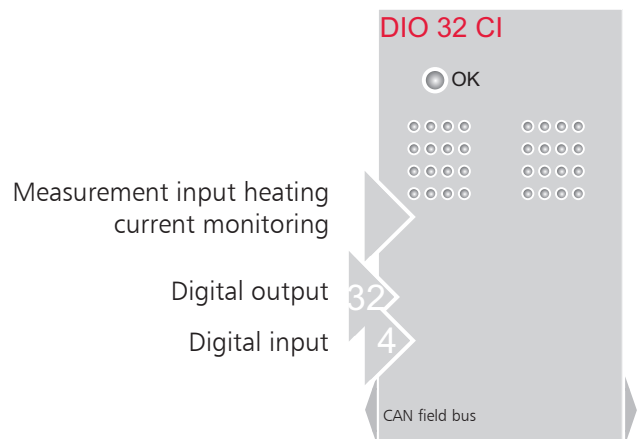 DIO 32 CI
OK
Measurement input heating
current monitoring
Digital output
32
Digital input
4
CAN field bus